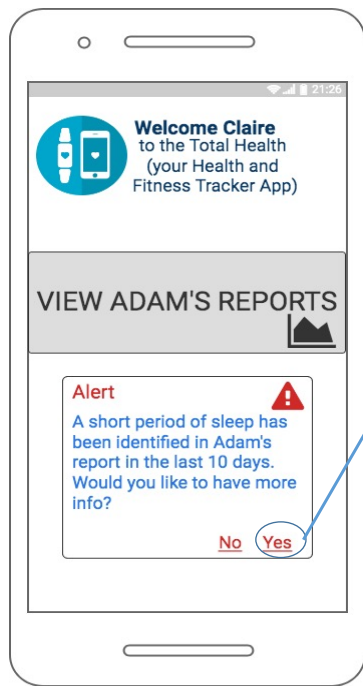 21:26
Welcome Claire
to the Total Health
(your Health and
Fitness Tracker App)
VIEW ADAM'S REPORTS
Alert
A short period of sleep has
been identified in Adam's
report in the last 10 days.
Would you like to have more
info?
No Yes